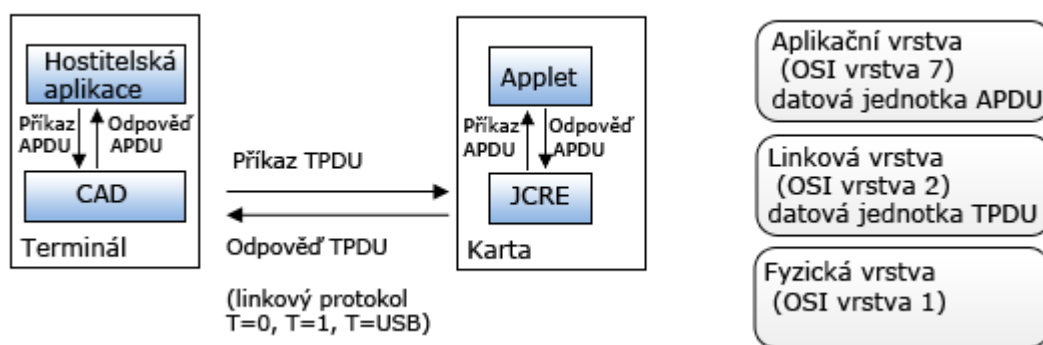 Hostitelská
aplikace
Příkaz
APDU
Odpověď
APDU
CAD
Terminál
Příkaz TPDU
Odpověď TPDU
(linkový protokol
T=0, T=1, T=USB)
Applet
Příkaz
APDU
Odpověď
APDU
JCRE
Karta
Aplikační vrstva
(OSI vrstva 7)
datová jednotka APDU
Linková vrstva
(OSI vrstva 2)
datová jednotka TPDU
Fyzická vrstva
(OSI vrstva 1)